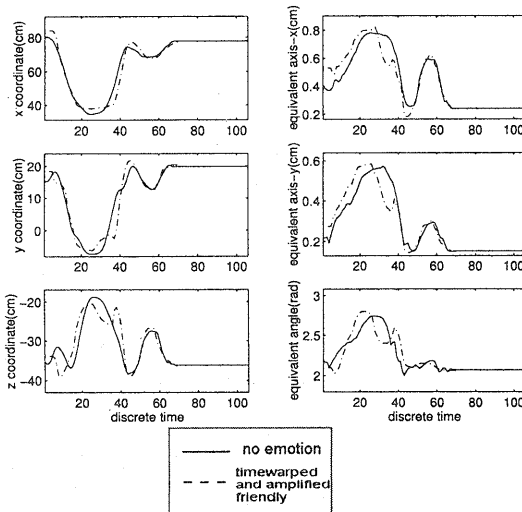 x coordinate(cm)
80
60
40
20 40 60 80 100
equivalent axis-x(cm)
0.8
0.6
0.4
0.2
20 40 60 80 100
y coordinate(cm)
20
10
0
20 40 60 80 100
equivalent axis-y(cm)
0.6
0.4
0.2
20 40 60 80 100
z coordinate(cm)
-20
-30
-40
20 40 60 80 100
discrete time
equivalent angle(rad)
3
2.5
2
20 40 60 80 100
discrete time
no emotion
timewarped
and amplified
friendly